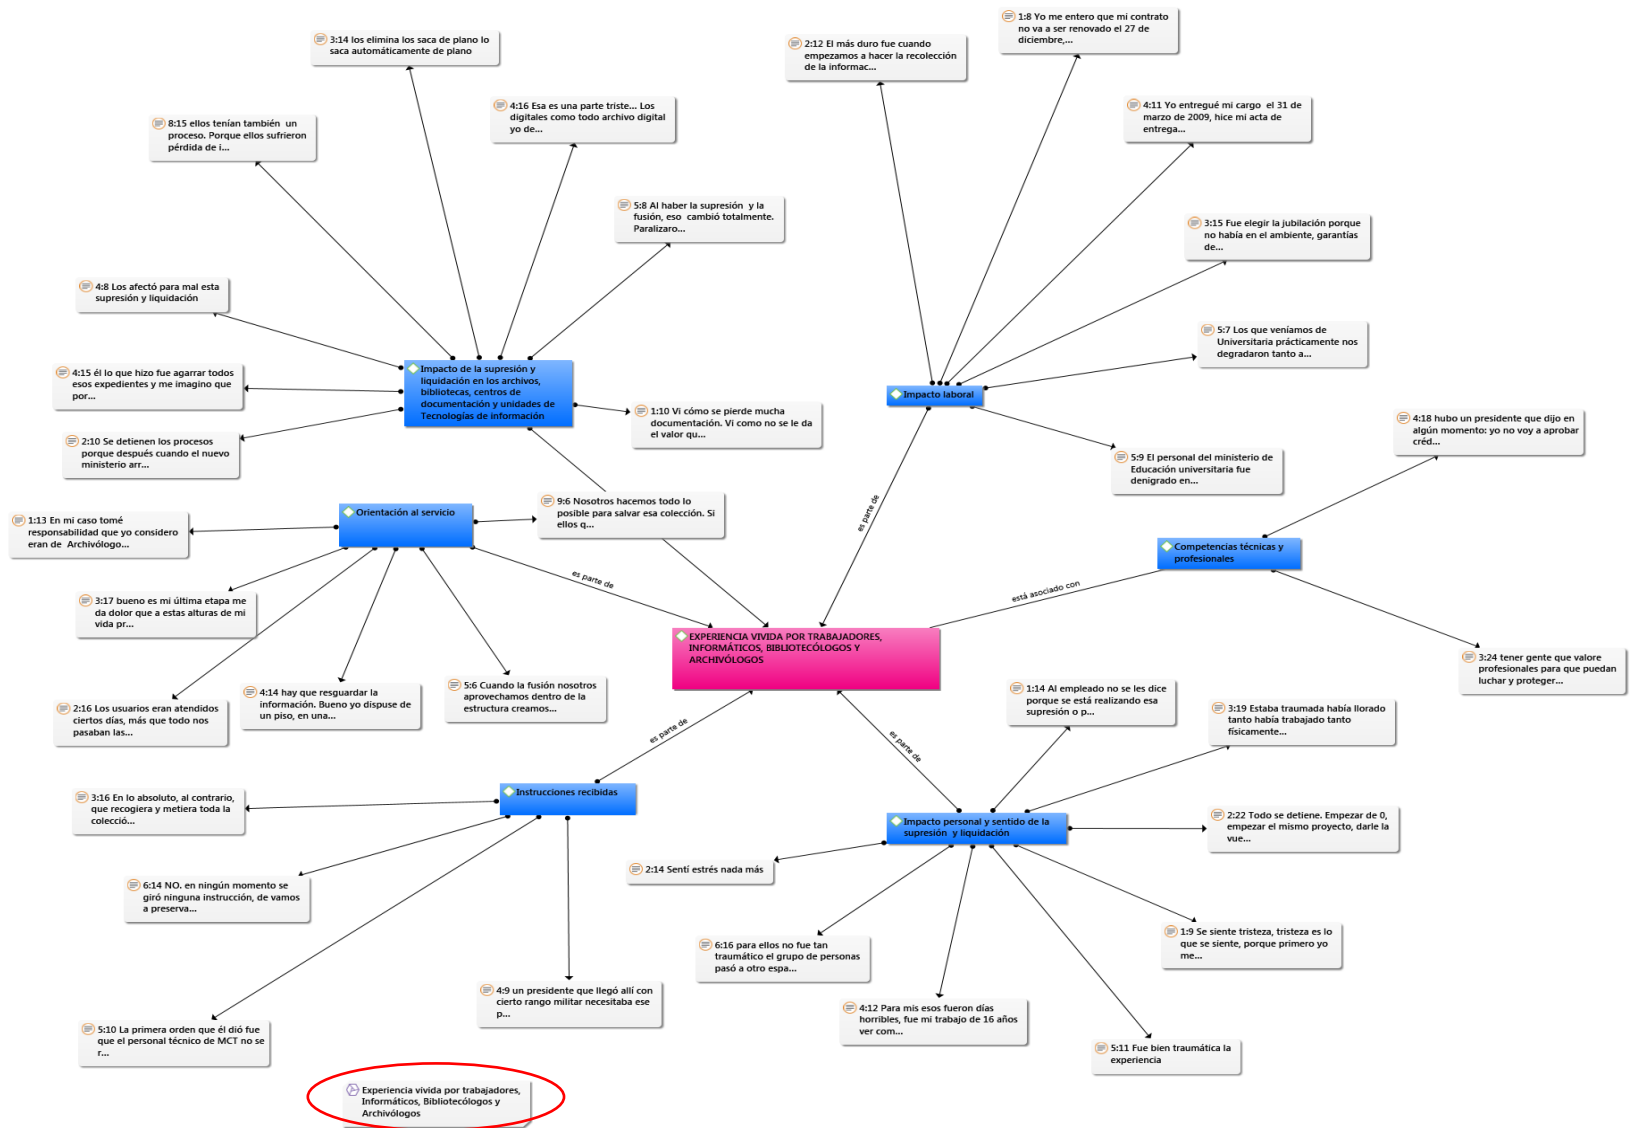 1:8 Yo me entero que mi contrato
no va a ser renovado el 27 de
diciembre,...
3:14 los elimina los saca de plano lo
saca automáticamente de plano
2:12 El más duro fue cuando
empezamos a hacer la recolección
de la informac...
4:16 Esa es una parte triste... Los
digitales como todo archivo digital
yo de...
4:11 Yo entregué mi cargo el 31 de
marzo de 2009, hice mi acta de
entrega...
8:15 ellos tenían también un
proceso. Porque ellos sufrieron
pérdida de i...
5:8 Al haber la supresión y la
fusión, eso cambió totalmente.
Paralizaro...
3:15 Fue elegir la jubilación porque
no había en el ambiente, garantías
de...
4:8 Los afectó para mal esta
supresión y liquidación
5:7 Los que veníamos de
Universitaria prácticamente nos
degradaron tanto a...
4:15 él lo que hizo fue agarrar todos
esos expedientes y me imagino que
por...
Impacto de la supresión y
liquidación en los archivos,
bibliotecas, centros de
documentación y unidades de
Tecnologías de información
Impacto laboral
1:10 Vi cómo se pierde mucha
documentación. Vi como no se le da
el valor qu...
4:18 hubo un presidente que dijo en
algún momento: yo no voy a aprobar
créd...
2:10 Se detienen los procesos
porque después cuando el nuevo
ministerio arr...
5:9 El personal del ministerio de
Educación universitaria fue
denigrado en...
9:6 Nosotros hacemos todo lo
posible para salvar esa colección. Si
ellos q...
es parte de
Orientación al servicio
1:13 En mi caso tomé
responsabilidad que yo considero
eran de Archivólogo...
Competencias técnicas y
profesionales
es parte de
está asociado con
3:17 bueno es mi última etapa me
da dolor que a estas alturas de mi
vida pr...
EXPERIENCIA VIVIDA POR TRABAJADORES,
INFORMÁTICOS, BIBLIOTECÓLOGOS Y
ARCHIVÓLOGOS
3:24 tener gente que valore
profesionales para que puedan
luchar y proteger...
2:16 Los usuarios eran atendidos
ciertos días, más que todo nos
pasaban las...
4:14 hay que resguardar la
información. Bueno yo dispuse de
un piso, en una...
5:6 Cuando la fusión nosotros
aprovechamos dentro de la
estructura creamos...
1:14 Al empleado no se les dice
porque se está realizando esa
supresión o p...
3:19 Estaba traumada había llorado
tanto había trabajado tanto
físicamente...
es parte de
es parte de
3:16 En lo absoluto, al contrario,
que recogiera y metiera toda la
colecció...
Instrucciones recibidas
Impacto personal y sentido de la
supresión y liquidación
2:22 Todo se detiene. Empezar de 0,
empezar el mismo proyecto, darle la
vue...
2:14 Sentí estrés nada más
6:14 NO. en ningún momento se
giró ninguna instrucción, de vamos
a preserva...
6:16 para ellos no fue tan
traumático el grupo de personas
pasó a otro espa...
1:9 Se siente tristeza, tristeza es lo
que se siente, porque primero yo
me...
4:9 un presidente que llegó allí con
cierto rango militar necesitaba ese
p...
4:12 Para mis esos fueron días
horribles, fue mi trabajo de 16 años
ver com...
5:10 La primera orden que él dió fue
que el personal técnico de MCT no se
r...
5:11 Fue bien traumática la
experiencia
Experiencia vivida por trabajadores,
Informáticos, Bibliotecólogos y
Archivólogos